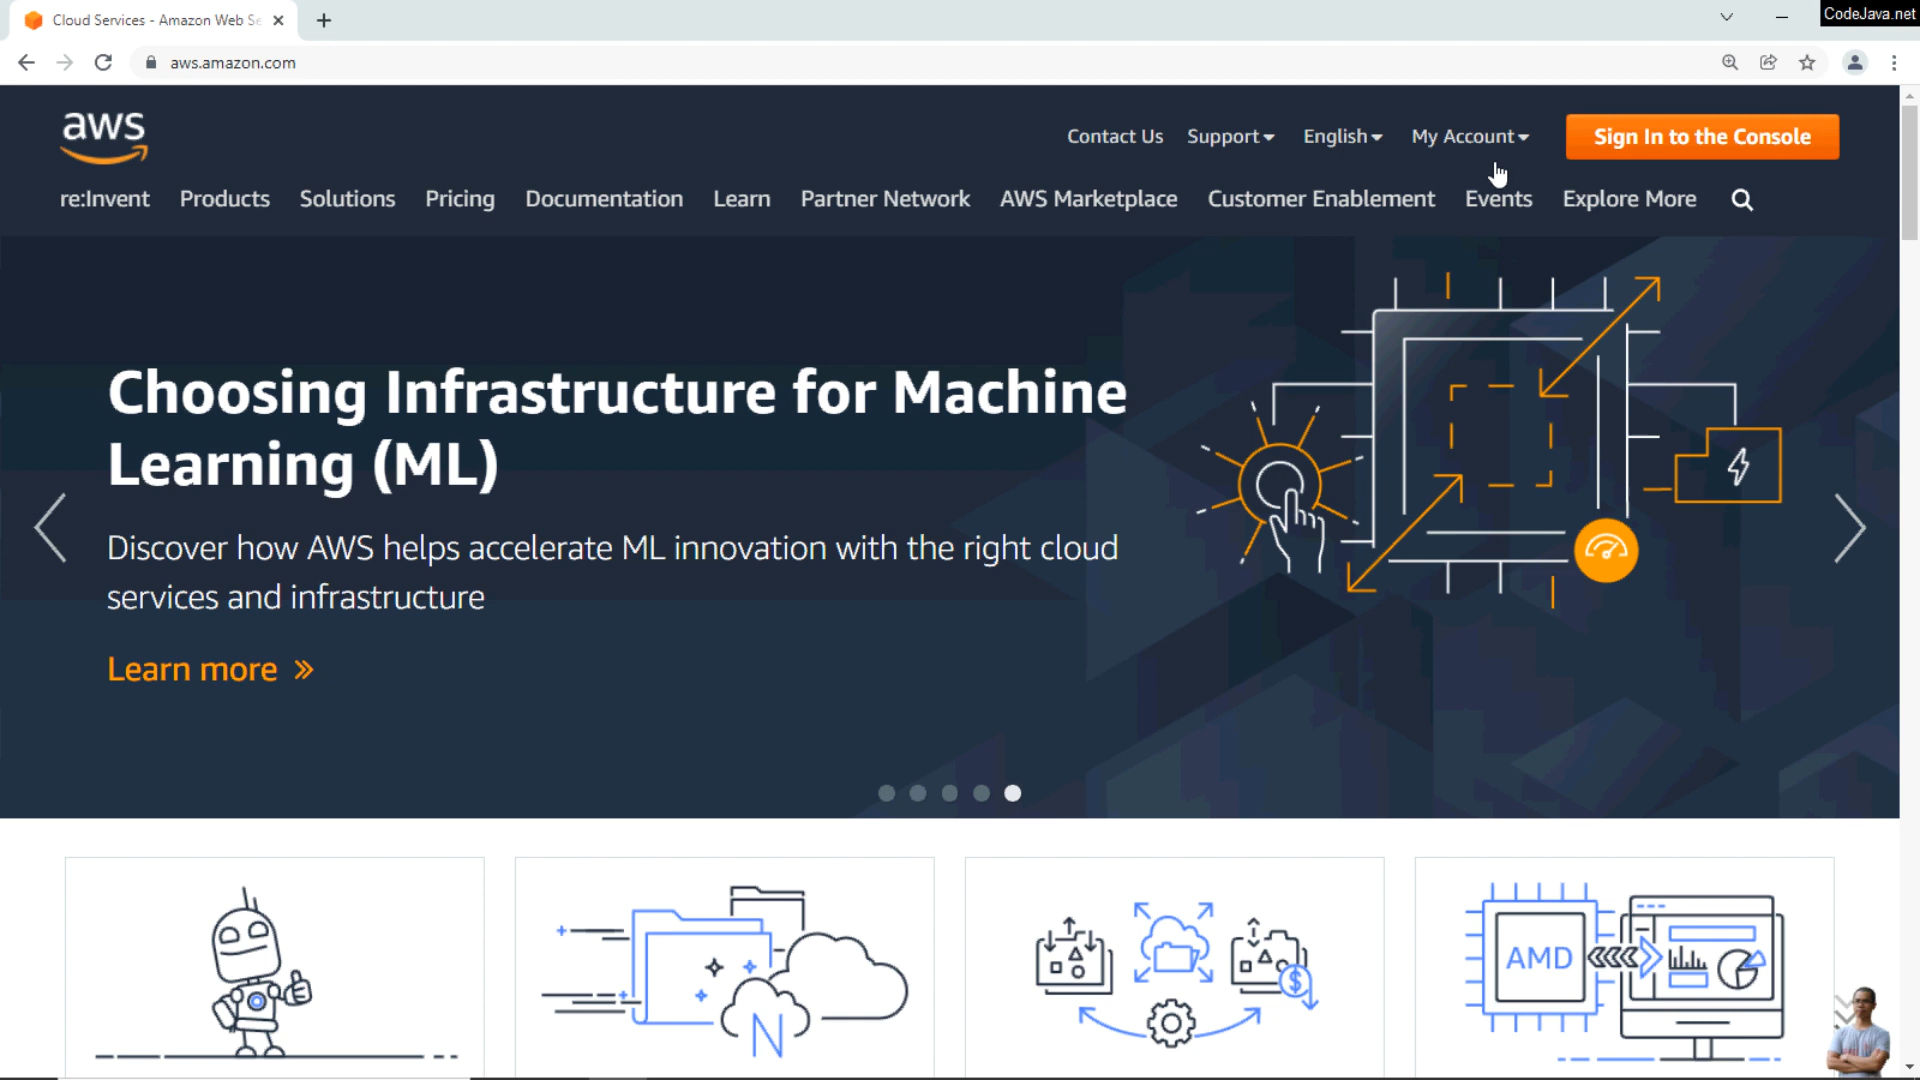 Cloud Services - Amazon Web Se
CodeJava.net
aws.amazon.com
aws
Contact Us Support English My Account Sign In to the Console
re:Invent Products Solutions Pricing Documentation Learn Partner Network AWS Marketplace Customer Enablement Events Explore More
Choosing Infrastructure for Machine
Learning (ML)
Discover how AWS helps accelerate ML innovation with the right cloud
services and infrastructure
Learn more »
N
$
AMD